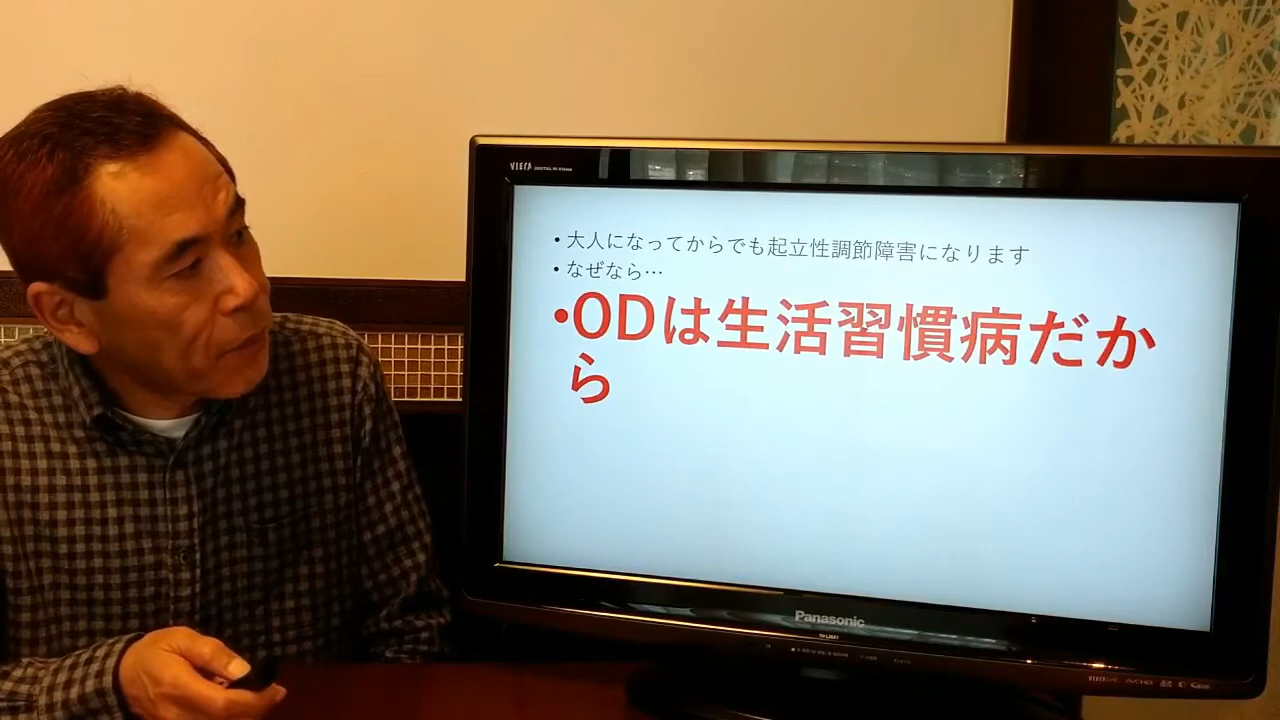 VIERA
• 大人になってからでも起立性調節障害になります
• なぜなら…
•ODは生活習慣病だか
ら
Panasonic